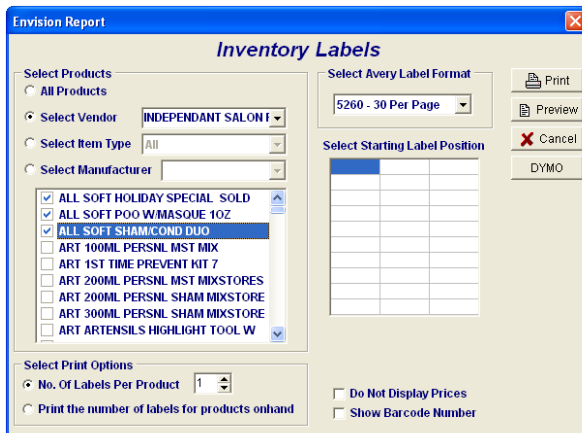 Envision Report
Inventory Labels
Select Products
All Products
Select Vendor
INDEPENDANT SALON
Select Item Type
All
Select Manufacturer
ALL SOFT HOLIDAY SPECIAL SOLD
ALL SOFT POO W/MASQUE 1OZ
ALL SOFT SHAM/COND DUO
ART 100ML PERSNL MST MIX
ART 1ST TIME PREVENT KIT 7
ART 200ML PERSNL MST MIXSTORES
ART 200ML PERSNL SHAM MIXSTORE
ART 300ML PERSNL SHAM MIXSTORE
ART ARTENSILS HIGHLIGHT TOOL W
Select Print Options
No. Of Labels Per Product
1
Print the number of labels for products onhand
Select Avery Label Format
5260 - 30 Per Page
Select Starting Label Position
Do Not Display Prices
Show Barcode Number
Print
Preview
Cancel
DYMO